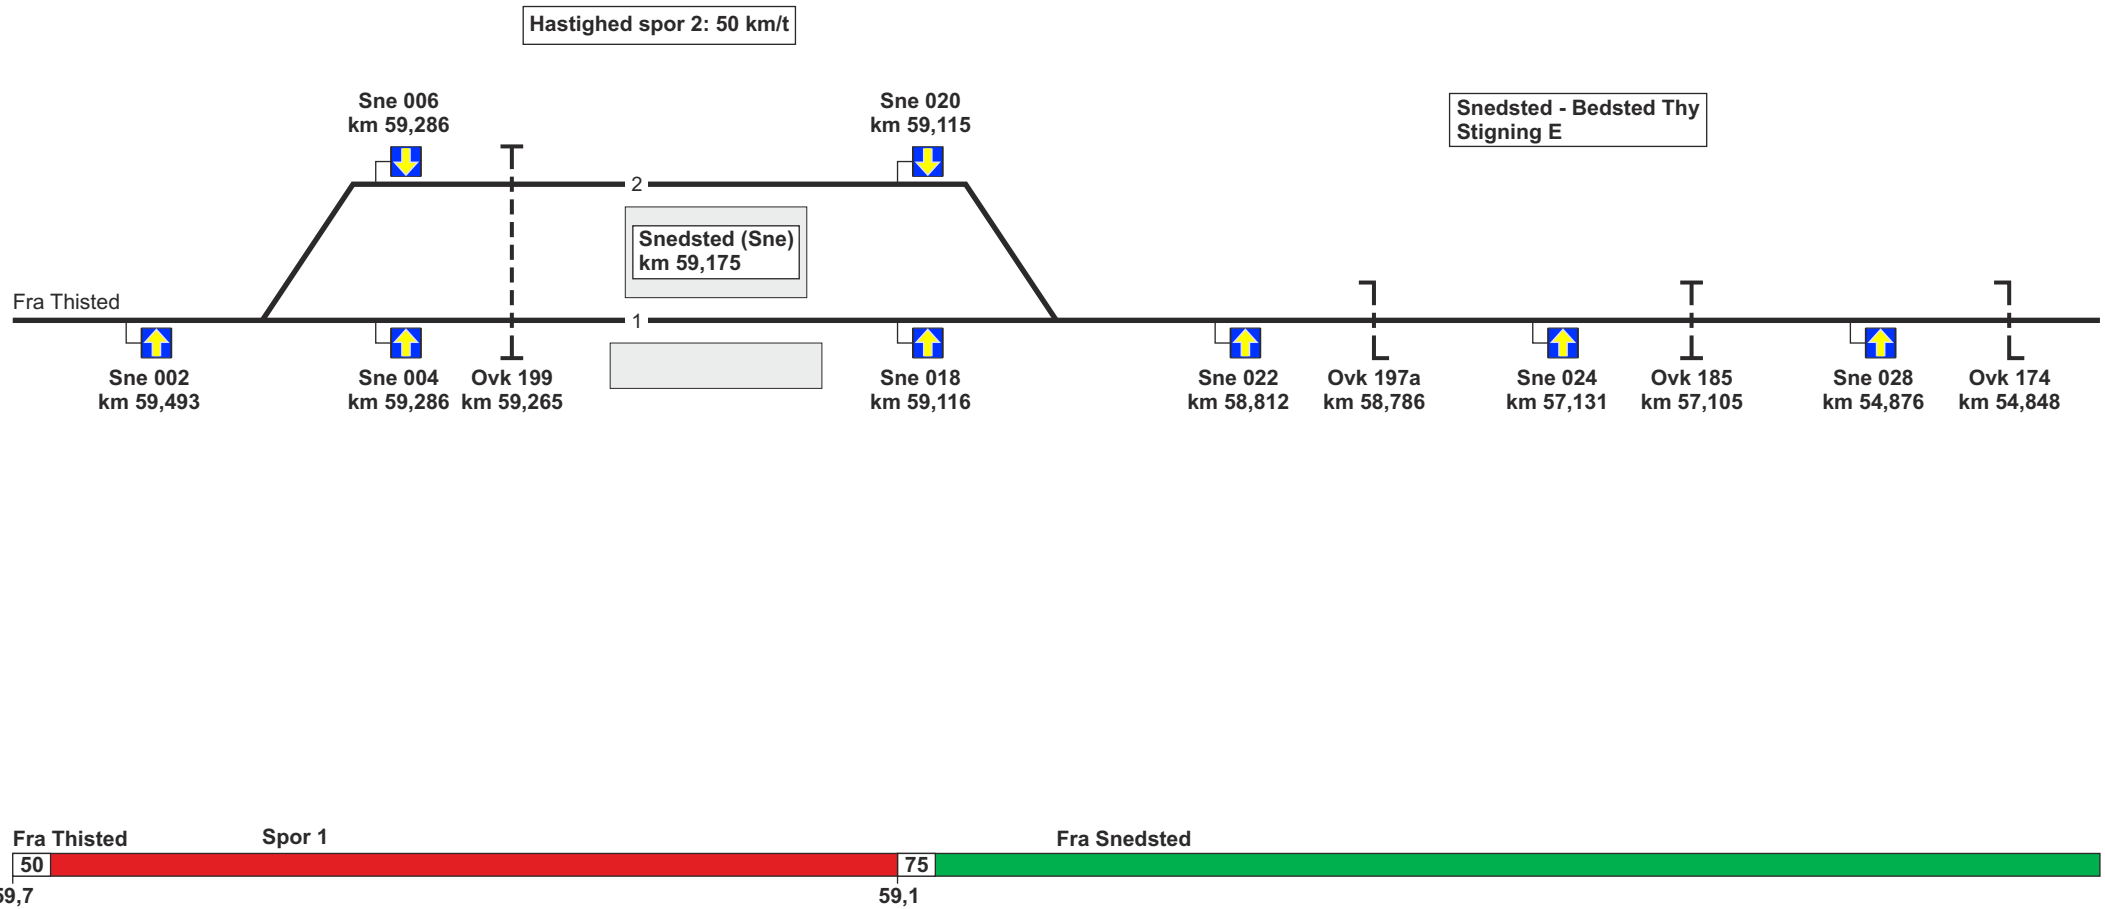 Hastighed spor 2: 50 km/t
Sne 006
km 59,286
Sne 020
km 59,115
Snedsted - Bedsted Thy
Stigning E
2
Snedsted (Sne)
km 59,175
Fra Thisted
1
Sne 002
km 59,493
Sne 004
km 59,286
Ovk 199
km 59,265
Sne 018
km 59,116
Sne 022
km 58,812
Ovk 197a
km 58,786
Sne 024
km 57,131
Ovk 185
km 57,105
Sne 028
km 54,876
Ovk 174
km 54,848
Fra Thisted
Spor 1
Fra Snedsted
50
75
59,7
59,1